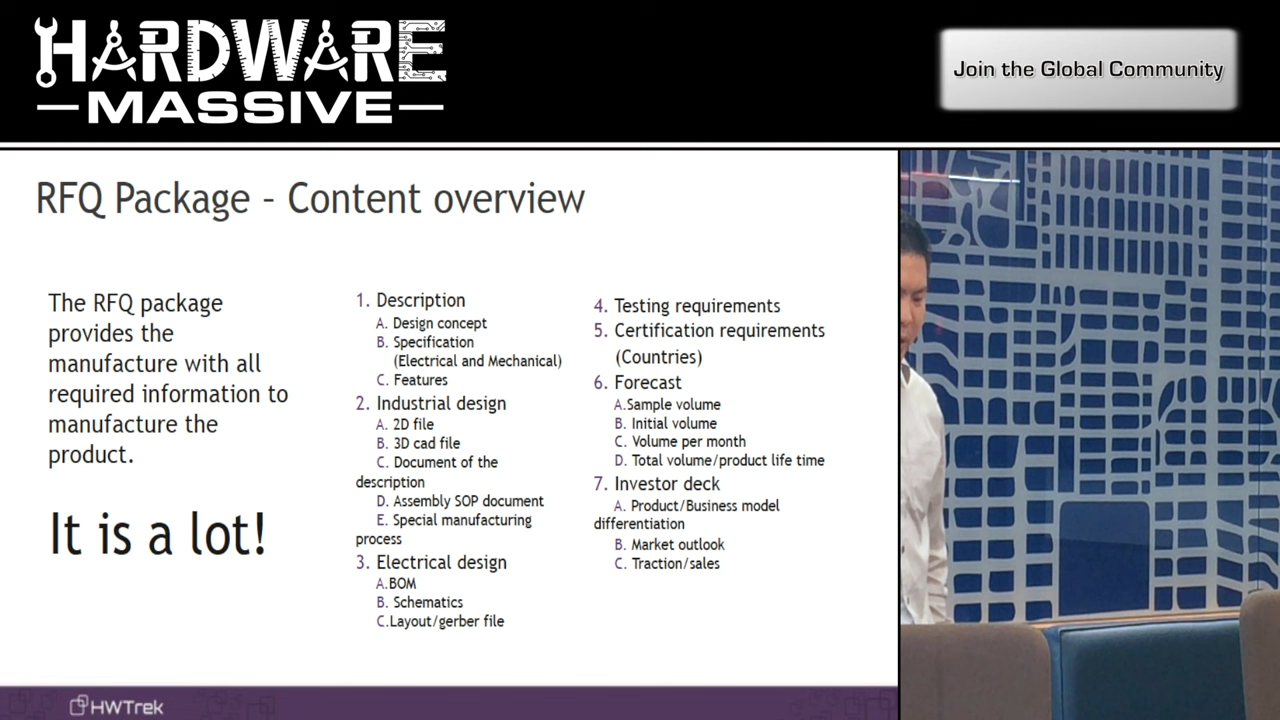 HARDWARE
MASSIVE
Join the Global Community
RFQ Package - Content overview
The RFQ package
provides the
manufacture with all
required information to
manufacture the
product.
It is a lot!
1. Description
A. Design concept
B. Specification
(Electrical and Mechanical)
C. Features
2. Industrial design
A. 2D file
B. 3D cad file
C. Document of the
description
D. Assembly SOP document
E. Special manufacturing
process
3. Electrical design
A.BOM
B. Schematics
C.Layout/gerber file
4. Testing requirements
5. Certification requirements
(Countries)
6. Forecast
A.Sample volume
B. Initial volume
C. Volume per month
D. Total volume/product life time
7. Investor deck
A. Product/Business model
differentiation
B. Market outlook
C. Traction/sales
HWTrek